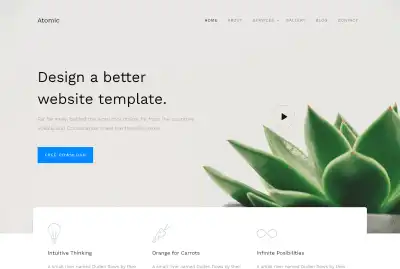 Atomic
HOME ABOUT SERVICES GALLERY BLOG CONTACT
Design a better
website template.
Far far away, behind the word mountains, far from the countries
Vokalia and Consonantia, there live the blind texts.
FREE DOWNLOAD
Intuitive Thinking
Orange for Carrots
Infinite Posibilities
A small river named Duden flows by their
A small river named Duden flows by their
A small river named Duden flows by their